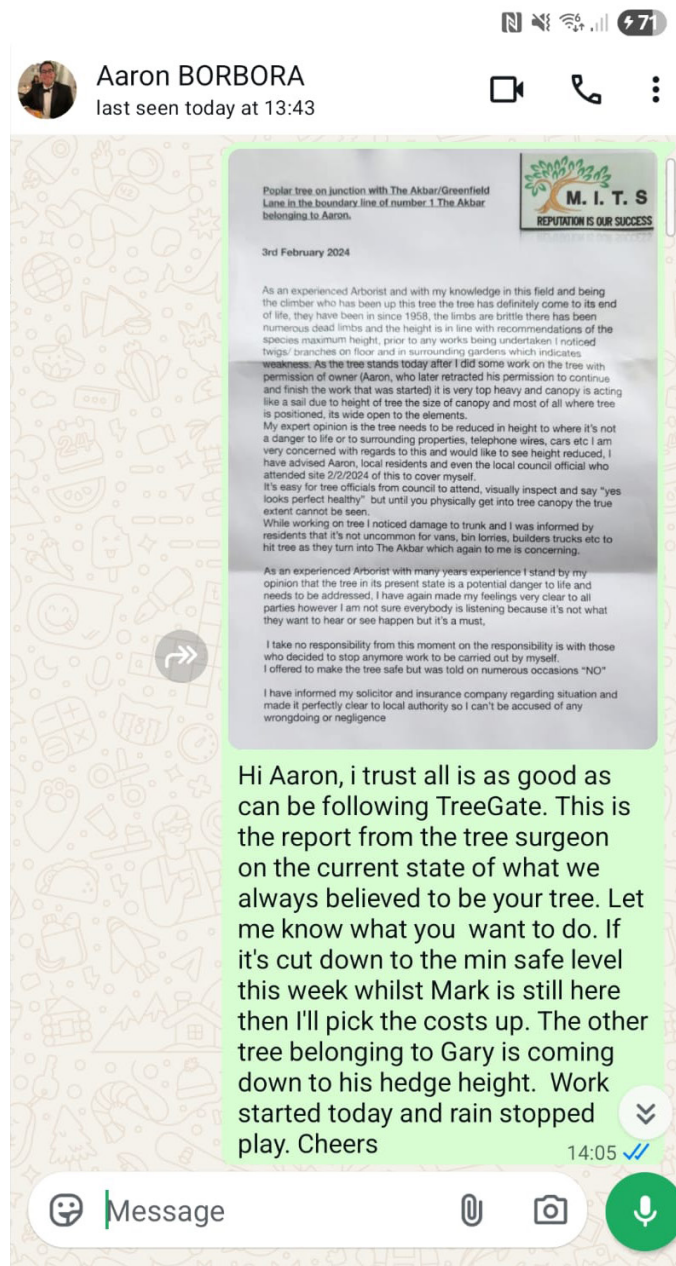 71
Aaron BORBORA
last seen today at 13:43
Poplar tree on junction with The Akbar/Greenfield
Lane in the boundary line of number 1 The Akbar
belonging to Aaron.
M. I. T. S
REPUTATION IS OUR SUCCESS
3rd February 2024
As an experienced Arborist and with my knowledge in this field and being
the climber who has been up this tree the tree has definitely come to its end
of life, they have been in since 1958, the limbs are brittle there has been
numerous dead limbs and the height is in line with recommendations of the
species maximum height, prior to any works being undertaken I noticed
twigs/ branches on floor and in surrounding gardens which indicates
weakness. As the tree stands today after I did some work on the tree with
permission of owner (Aaron, who later retracted his permission to continue
and finish the work that was started) it is very top heavy and canopy is acting
like a sail due to height of tree the size of canopy and most of all where tree
is positioned, its wide open to the elements.
My expert opinion is the tree needs to be reduced in height to where it's not
a danger to life or to surrounding properties, telephone wires, cars etc I am
very concerned with regards to this and would like to see height reduced, I
have advised Aaron, local residents and even the local council official who
attended site 2/2/2024 of this to cover myself.
It's easy for tree officials from council to attend, visually inspect and say "yes
looks perfect healthy" but until you physically get into tree canopy the true
extent cannot be seen.
While working on tree I noticed damage to trunk and I was informed by
residents that it's not uncommon for vans, bin lorries, builders trucks etc to
hit tree as they turn into The Akbar which again to me is concerning.
As an experienced Arborist with many years experience I stand by my
opinion that the tree in its present state is a potential danger to life and
needs to be addressed, I have again made my feelings very clear to all
parties however I am not sure everybody is listening because it's not what
they want to hear or see happen but it's a must,
I take no responsibility from this moment on the responsibility is with those
who decided to stop anymore work to be carried out by myself.
I offered to make the tree safe but was told on numerous occasions "NO"
I have informed my solicitor and insurance company regarding situation and
made it perfectly clear to local authority so I can't be accused of any
wrongdoing or negligence
Hi Aaron, i trust all is as good as
can be following TreeGate. This is
the report from the tree surgeon
on the current state of what we
always believed to be your tree. Let
me know what you  want to do. If
it's cut down to the min safe level
this week whilst Mark is still here
then I'll pick the costs up. The other
tree belonging to Gary is coming
down to his hedge height.  Work
started today and rain stopped
play. Cheers
14:05
Message